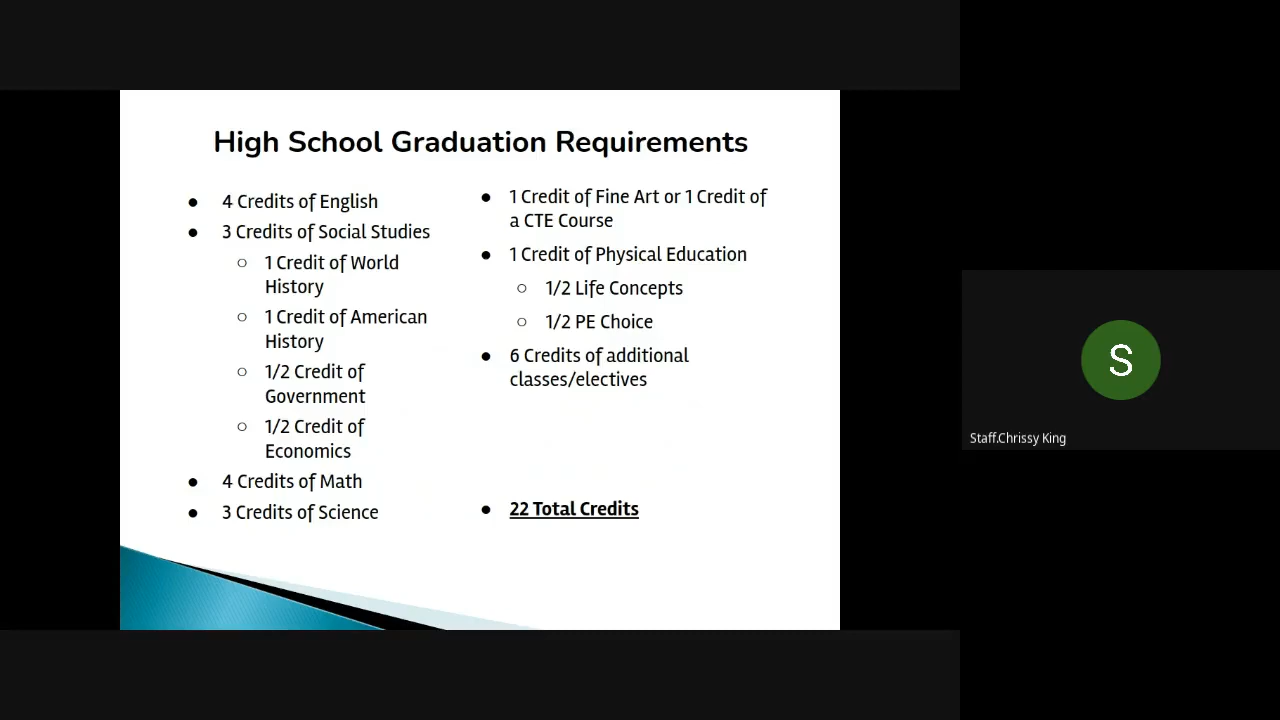 High School Graduation Requirements
● 4 Credits of English
● 3 Credits of Social Studies
○ 1 Credit of World
History
○ 1 Credit of American
History
○ 1/2 Credit of
Government
○ 1/2 Credit of
Economics
● 4 Credits of Math
● 3 Credits of Science
● 1 Credit of Fine Art or 1 Credit of
a CTE Course
● 1 Credit of Physical Education
○ 1/2 Life Concepts
○ 1/2 PE Choice
● 6 Credits of additional
classes/electives
● 22 Total Credits
S
Staff.Chrissy King